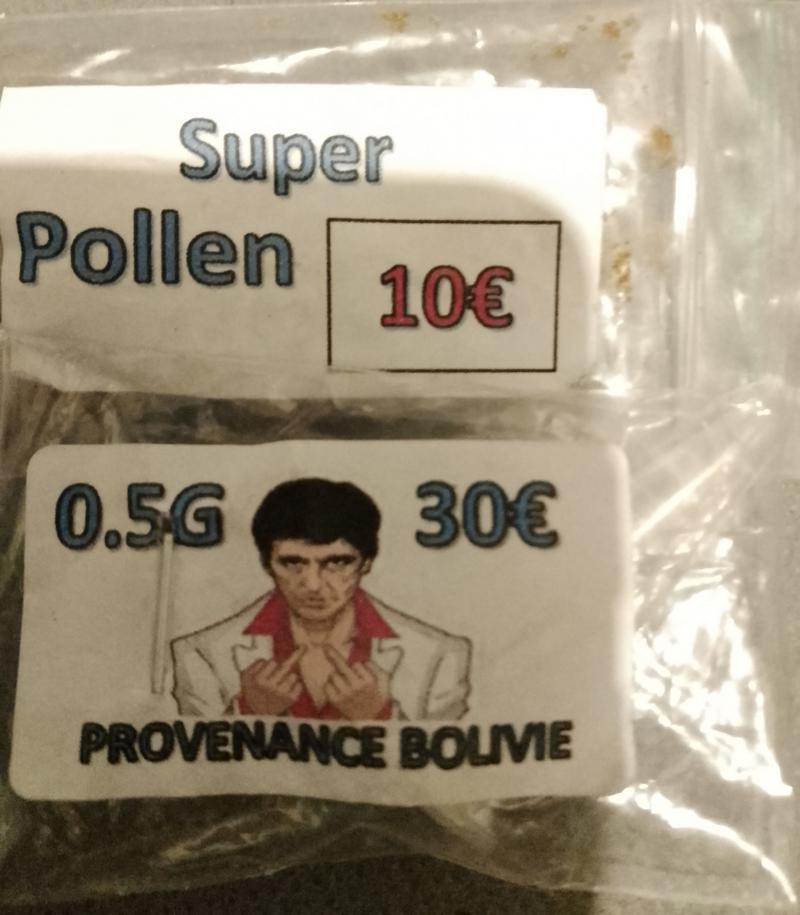 Super
Pollen
10€
0.5G 30€
PROVENANCE BOLIVIE